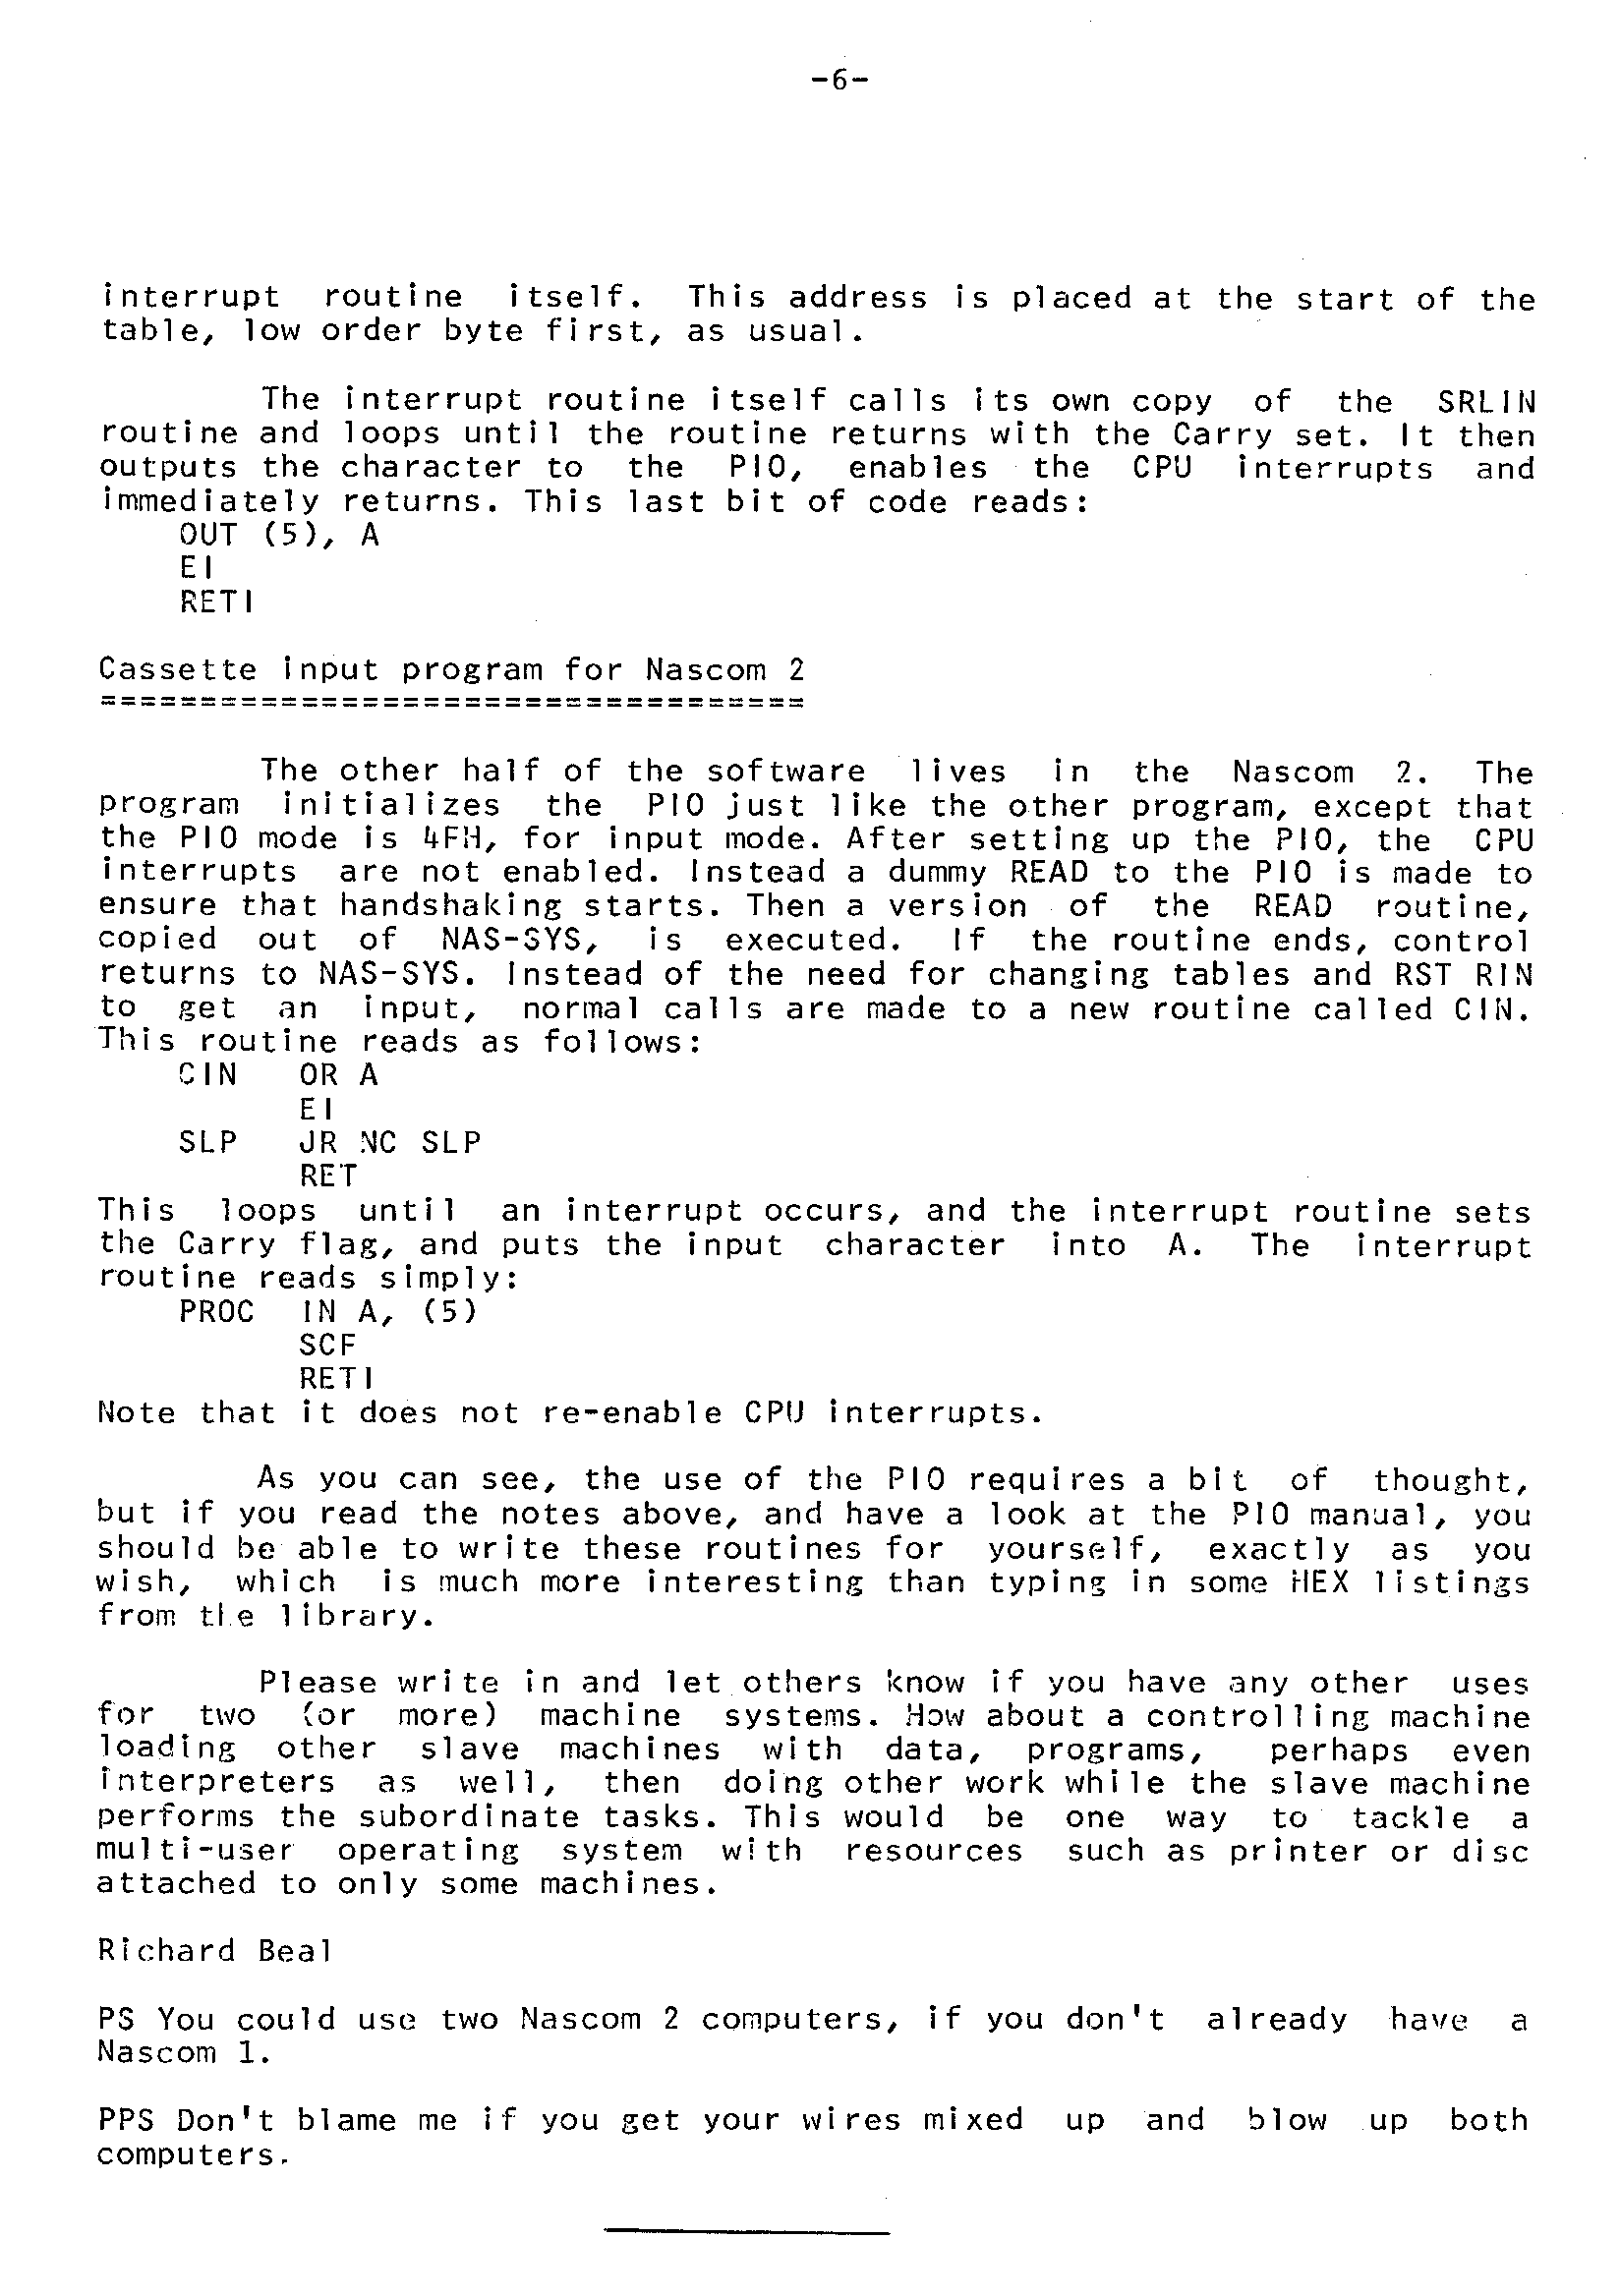 -6-
interrupt routine itself. This address is placed at the start of the
table, low order byte first, as usual.
The interrupt routine itself calls its own copy of the SRLIN
routine and loops until the routine returns with the Carry set. It then
outputs the character to the PIO, enables the CPU interrupts and
immediately returns. This last bit of code reads:
OUT (5), A
EI
RETI
Cassette input program for Nascom 2
===================================
The other half of the software lives in the Nascom 2. The
program initializes the PIO just like the other program, except that
the PIO mode is 4FH, for input mode. After setting up the PIO, the CPU
interrupts are not enabled. Instead a dummy READ to the PIO is made to
ensure that handshaking starts. Then a version of the READ routine,
copied out of NAS-SYS, is executed. If the routine ends, control
returns to NAS-SYS. Instead of the need for changing tables and RST RIN
to get an input, normal calls are made to a new routine called CIN.
This routine reads as follows:
CIN OR A
EI
SLP JR NC SLP
RET
This loops until an interrupt occurs, and the interrupt routine sets
the Carry flag, and puts the input character into A. The interrupt
routine reads simply:
PROC IN A, (5)
SCF
RETI
Note that it does not re-enable CPU interrupts.
As you can see, the use of the PIO requires a bit of thought,
but if you read the notes above, and have a look at the PIO manual, you
should be able to write these routines for yourself, exactly as you
wish, which is much more interesting than typing in some HEX listings
from the library.
Please write in and let others know if you have any other uses
for two (or more) machine systems. How about a controlling machine
loading other slave machines with data, programs, perhaps even
interpreters as well, then doing other work while the slave machine
performs the subordinate tasks. This would be one way to tackle a
multi-user operating system with resources such as printer or disc
attached to only some machines.
Richard Beal
PS You could use two Nascom 2 computers, if you don't already have a
Nascom 1.
PPS Don't blame me if you get your wires mixed up and blow up both
computers.